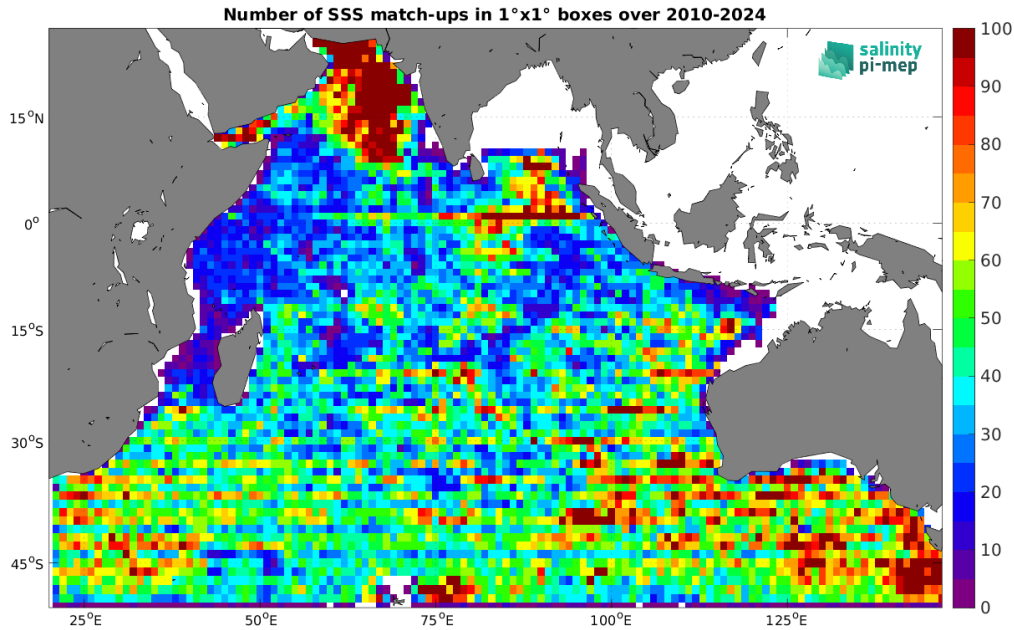 Number of SSS match-ups in 1°x1° boxes over 2010-2024
salinity
pi-mep
15°N
0°
15°S
30°S
45°S
25°E
50°E
75°E
100°E
125°E
100
90
80
70
60
50
40
30
20
10
0